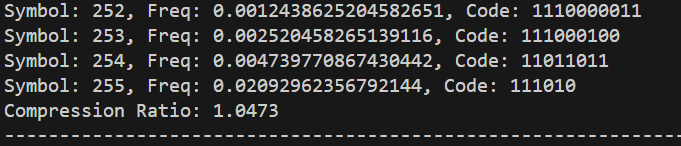 Symbol: 252, Freq: 0.0012438625204582651, Code: 1110000011
Symbol: 253, Freq: 0.002520458265139116, Code: 111000100
Symbol: 254, Freq: 0.004739770867430442, Code: 11011011
Symbol: 255, Freq: 0.02092962356792144, Code: 111010
Compression Ratio: 1.0473
--------------------------------------------------------------